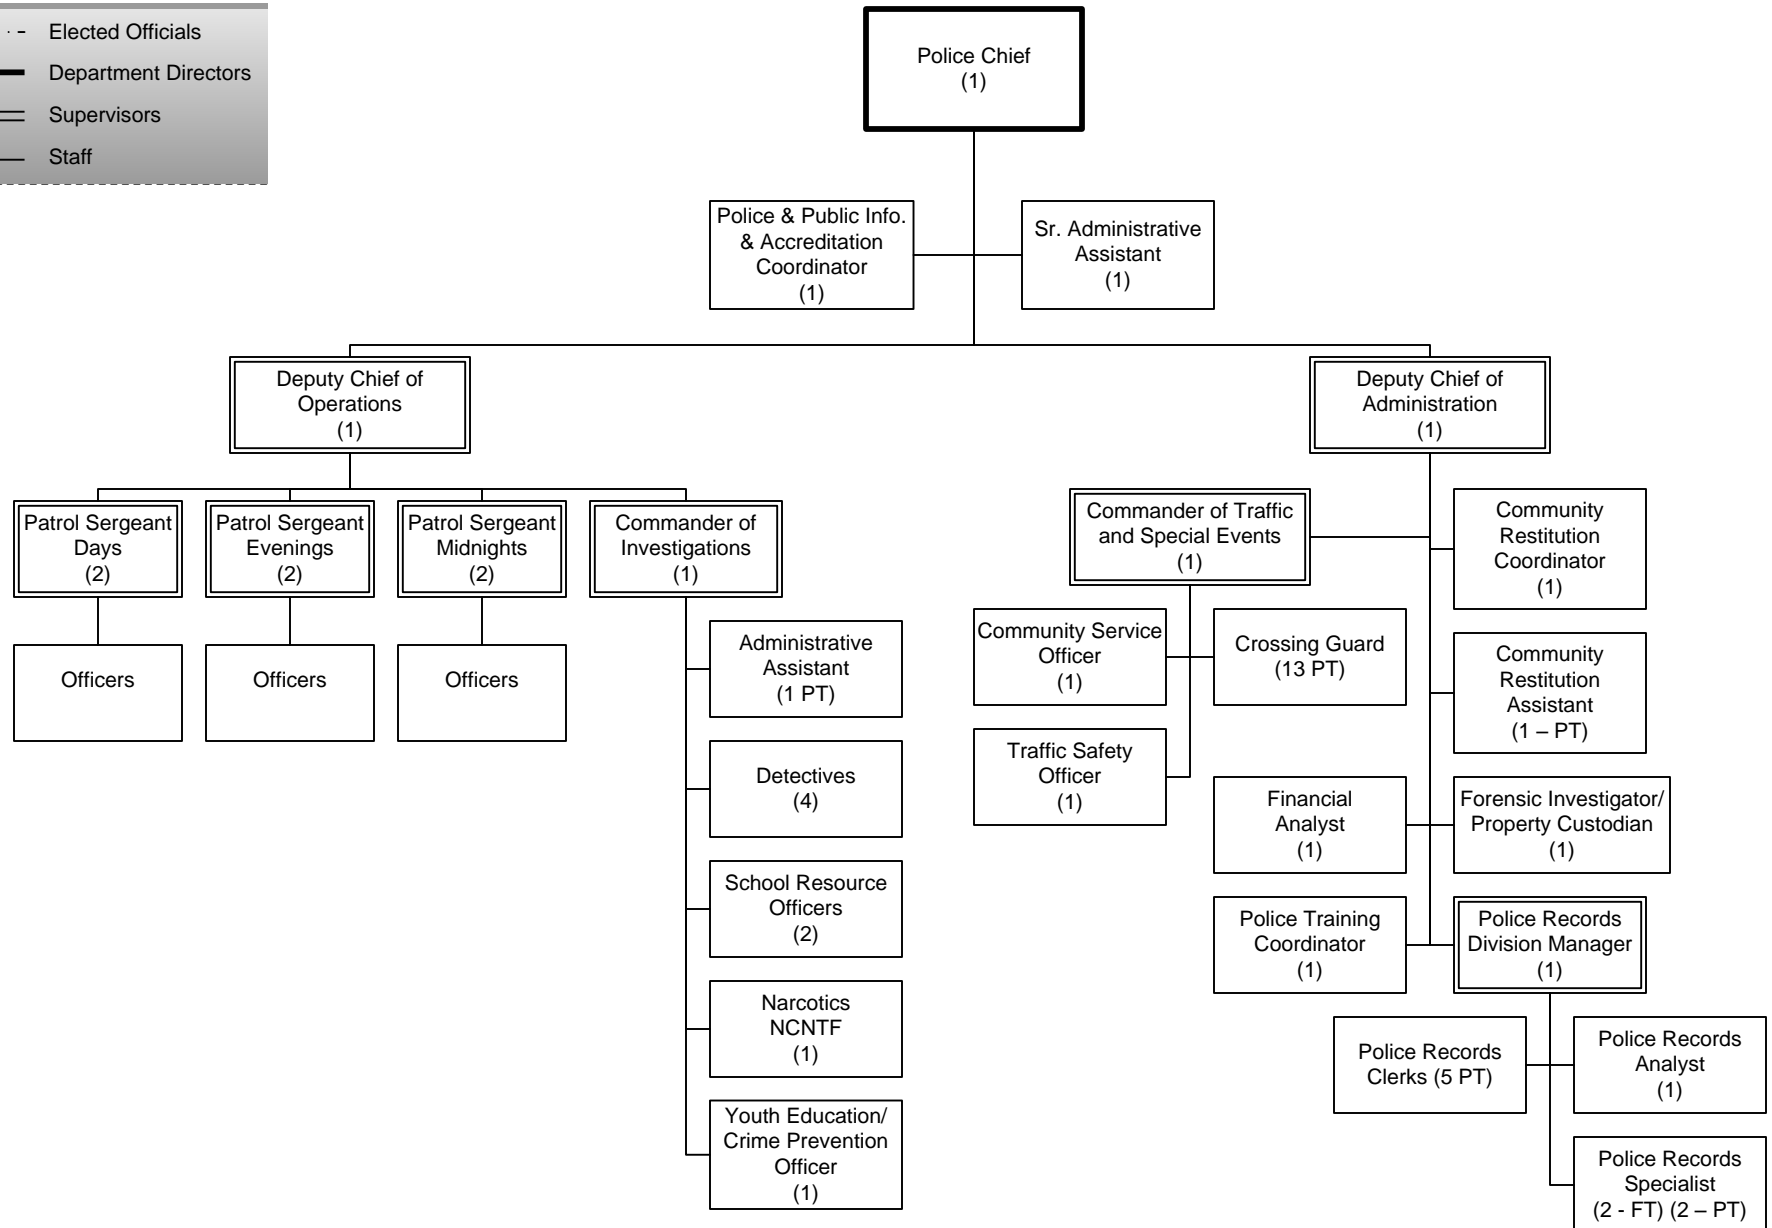 Elected Officials
Department Directors
Supervisors
Staff
Police Chief
(1)
Police & Public Info.
& Accreditation
Coordinator
(1)
Sr. Administrative
Assistant
(1)
Deputy Chief of
Operations
(1)
Deputy Chief of
Administration
(1)
Patrol Sergeant
Days
(2)
Patrol Sergeant
Evenings
(2)
Patrol Sergeant
Midnights
(2)
Commander of
Investigations
(1)
Officers
Officers
Officers
Administrative
Assistant
(1 PT)
Detectives
(4)
School Resource
Officers
(2)
Narcotics
NCNTF
(1)
Youth Education/
Crime Prevention
Officer
(1)
Commander of Traffic
and Special Events
(1)
Community Service
Officer
(1)
Crossing Guard
(13 PT)
Traffic Safety
Officer
(1)
Community
Restitution
Coordinator
(1)
Community
Restitution
Assistant
(1 – PT)
Financial
Analyst
(1)
Forensic Investigator/
Property Custodian
(1)
Police Training
Coordinator
(1)
Police Records
Division Manager
(1)
Police Records
Clerks (5 PT)
Police Records
Analyst
(1)
Police Records
Specialist
(2 - FT) (2 – PT)